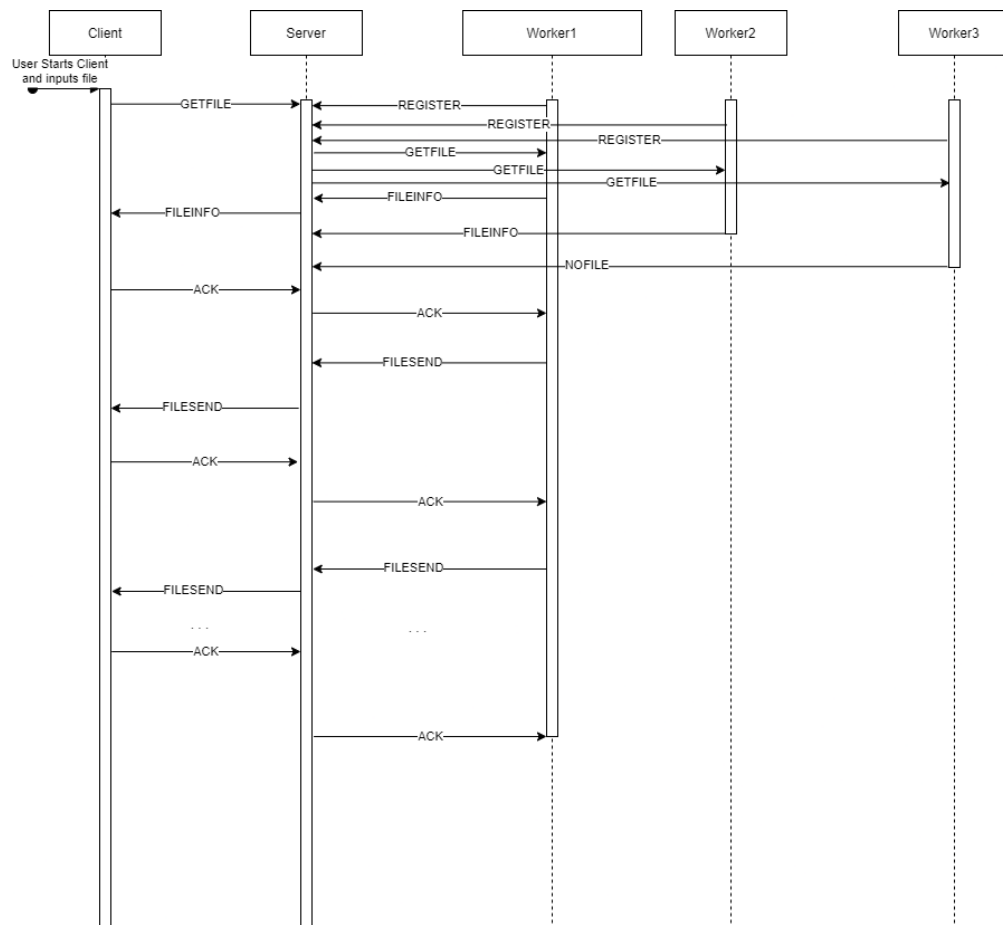 Client
Server
Worker1
Worker2
Worker3
User Starts Client
and inputs file
GETFILE
REGISTER
REGISTER
REGISTER
GETFILE
GETFILE
GETFILE
FILEINFO
FILEINFO
FILEINFO
NOFILE
ACK
ACK
FILESEND
FILESEND
ACK
ACK
FILESEND
FILESEND
. . .
. . .
ACK
ACK